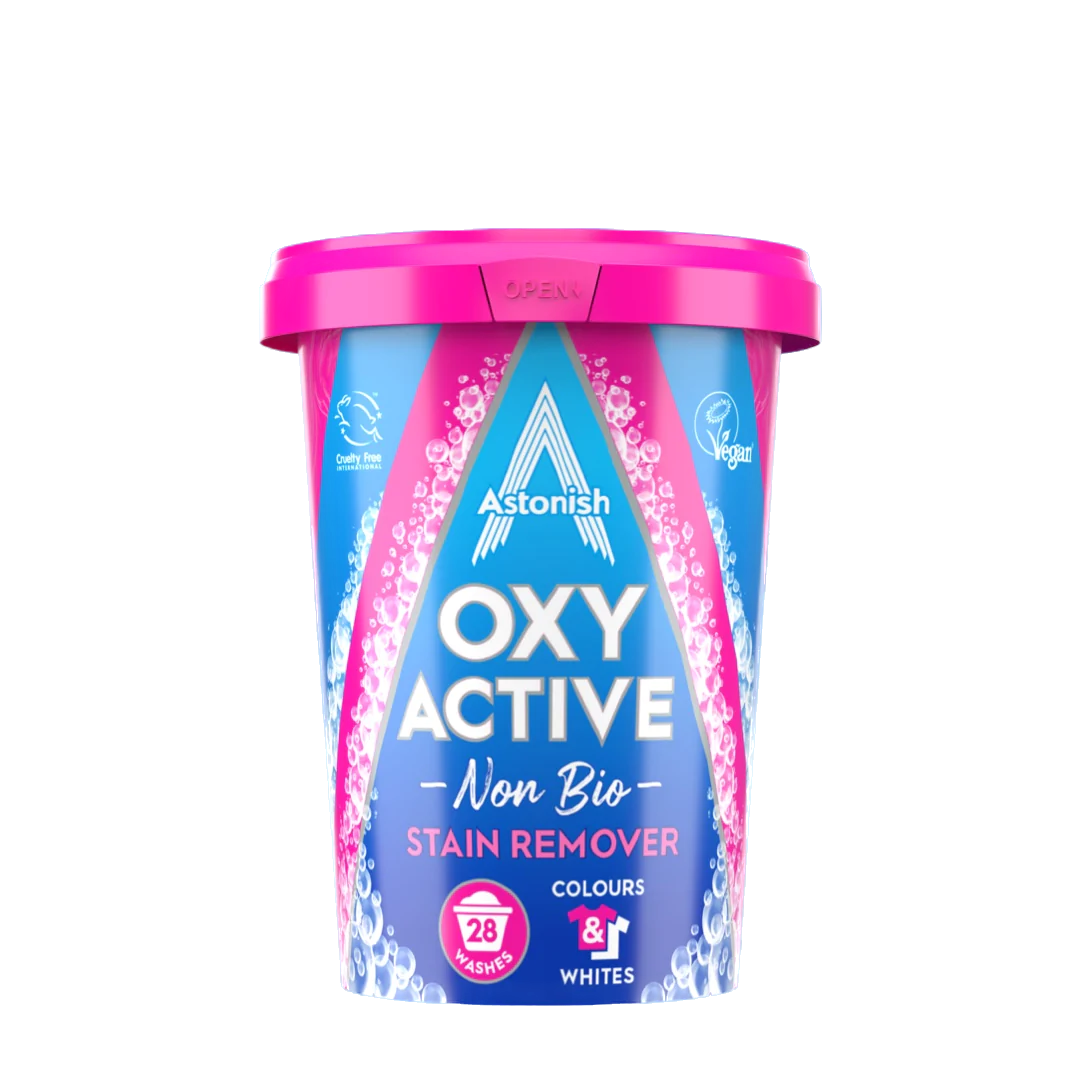 OPEN
Cruelty Free
INTERNATIONAL
Vegan
Astonish
OXY
ACTIVE
– Non Bio –
STAIN REMOVER
28
WASHES
COLOURS
&
WHITES